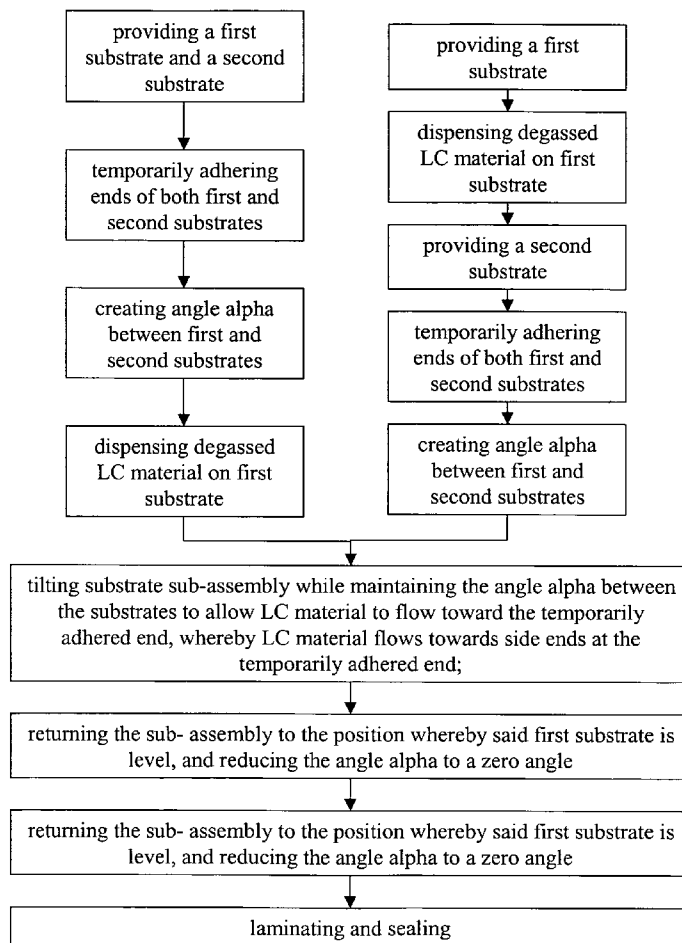 providing a first
substrate and a second
substrate
temporarily adhering
ends of both first and
second substrates
creating angle alpha
between first and
second substrates
dispensing degassed
LC material on first
substrate
providing a first
substrate
dispensing degassed
LC material on first
substrate
providing a second
substrate
temporarily adhering
ends of both first and
second substrates
creating angle alpha
between first and
second substrates
tilting substrate sub-assembly while maintaining the angle alpha between
the substrates to allow LC material to flow toward the temporarily
adhered end, whereby LC material flows towards side ends at the
temporarily adhered end;
returning the sub- assembly to the position whereby said first substrate is
level, and reducing the angle alpha to a zero angle
returning the sub- assembly to the position whereby said first substrate is
level, and reducing the angle alpha to a zero angle
laminating and sealing